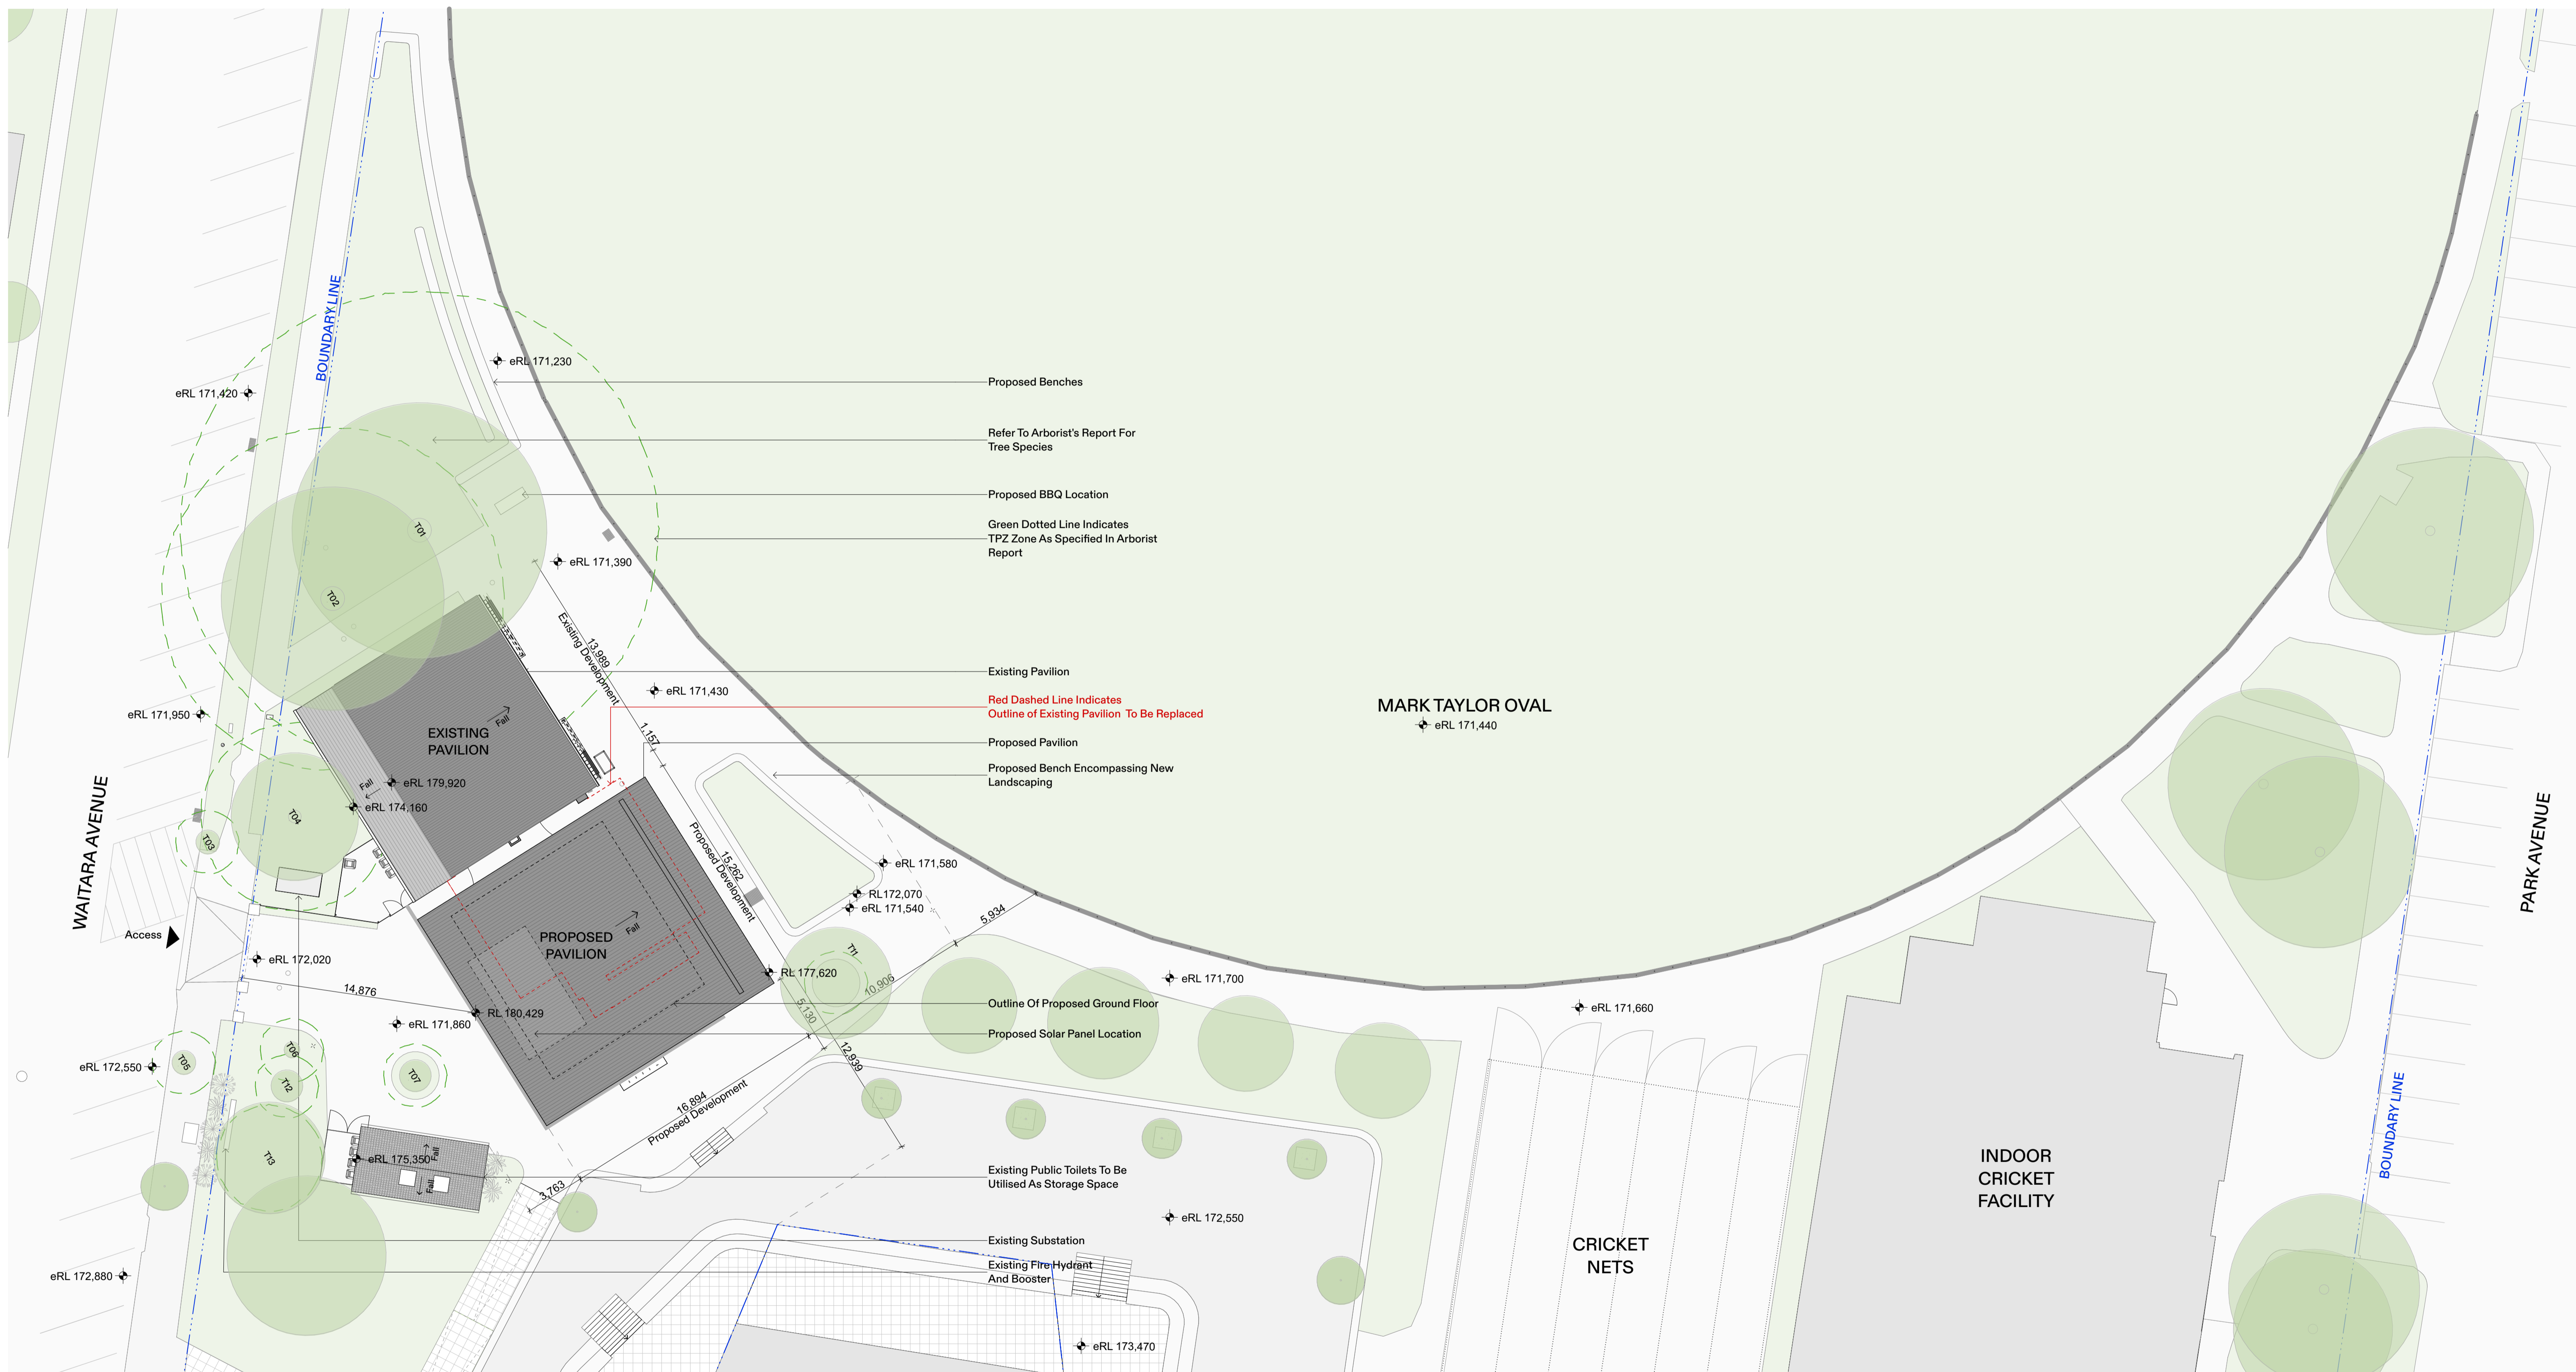 BOUNDARY LINE
eRL 171,230
Proposed Benches
eRL 171,420
Refer To Arborist's Report For
Tree Species
Proposed BBQ Location
T01
Green Dotted Line Indicates
TPZ Zone As Specified In Arborist
Report
eRL 171,390
T02
13,989
Existing Development
Existing Pavilion
eRL 171,430
Red Dashed Line Indicates
Outline of Existing Pavilion To Be Replaced
MARK TAYLOR OVAL
eRL 171,440
eRL 171,950
Fall
EXISTING
PAVILION
1,157
Proposed Pavilion
Proposed Bench Encompassing New
Landscaping
Fall
eRL 179,920
eRL 174,160
T04
T03
WAITARA AVENUE
PARK AVENUE
15,262
Proposed Development
eRL 171,580
RL172,070
eRL 171,540
5,934
Fall
Access
PROPOSED
PAVILION
T11
eRL 172,020
RL 177,620
10,906
eRL 171,700
14,876
5,130
Outline Of Proposed Ground Floor
eRL 171,660
RL 180,429
eRL 171,860
Proposed Solar Panel Location
T06
T05
eRL 172,550
T07
T12
12,939
16,894
Proposed Development
BOUNDARY LINE
T13
Fall
eRL 175,350
Fall
Existing Public Toilets To Be
Utilised As Storage Space
3,763
INDOOR
CRICKET
FACILITY
eRL 172,550
Existing Substation
CRICKET
NETS
Existing Fire Hydrant
And Booster
eRL 172,880
eRL 173,470